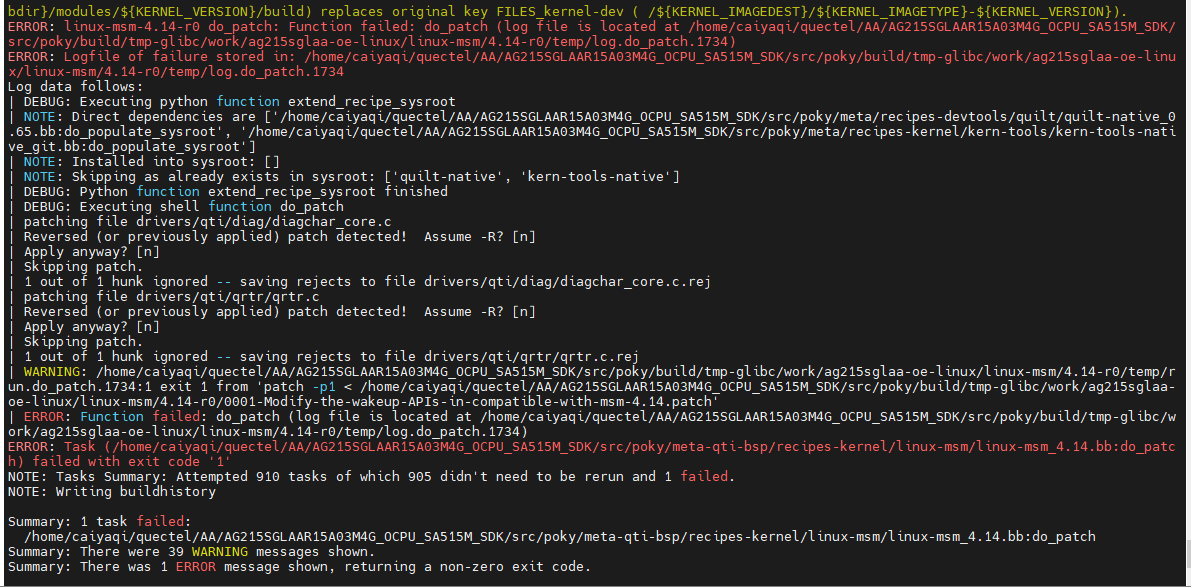 bdir}/modules/${KERNEL_VERSION}/build) replaces original key FILES_kernel-dev ( /${KERNEL_IMAGEDEST}/${KERNEL_IMAGETYPE}-${KERNEL_VERSION}).
ERROR: linux-msm-4.14-r0 do_patch: Function failed: do_patch (log file is located at /home/caiyaqi/quectel/AA/AG215SGLAAR15A03M4G_OCPU_SA515M_SDK/
src/poky/build/tmp-glibc/work/ag215sglaa-oe-linux/linux-msm/4.14-r0/temp/log.do_patch.1734)
ERROR: Logfile of failure stored in: /home/caiyaqi/quectel/AA/AG215SGLAAR15A03M4G_OCPU_SA515M_SDK/src/poky/build/tmp-glibc/work/ag215sglaa-oe-linu
x/linux-msm/4.14-r0/temp/log.do_patch.1734
Log data follows:
| DEBUG: Executing python function extend_recipe_sysroot
| NOTE: Direct dependencies are ['/home/caiyaqi/quectel/AA/AG215SGLAAR15A03M4G_OCPU_SA515M_SDK/src/poky/meta/recipes-devtools/quilt/quilt-native_0
.65.bb:do_populate_sysroot', '/home/caiyaqi/quectel/AA/AG215SGLAAR15A03M4G_OCPU_SA515M_SDK/src/poky/meta/recipes-kernel/kern-tools/kern-tools-nati
ve_git.bb:do_populate_sysroot']
| NOTE: Installed into sysroot: []
| NOTE: Skipping as already exists in sysroot: ['quilt-native', 'kern-tools-native']
| DEBUG: Python function extend_recipe_sysroot finished
| DEBUG: Executing shell function do_patch
| patching file drivers/qti/diag/diagchar_core.c
| Reversed (or previously applied) patch detected!  Assume -R? [n]
| Apply anyway? [n]
| Skipping patch.
| 1 out of 1 hunk ignored -- saving rejects to file drivers/qti/diag/diagchar_core.c.rej
| patching file drivers/qti/qrtr/qrtr.c
| Reversed (or previously applied) patch detected!  Assume -R? [n]
| Apply anyway? [n]
| Skipping patch.
| 1 out of 1 hunk ignored -- saving rejects to file drivers/qti/qrtr/qrtr.c.rej
| WARNING: /home/caiyaqi/quectel/AA/AG215SGLAAR15A03M4G_OCPU_SA515M_SDK/src/poky/build/tmp-glibc/work/ag215sglaa-oe-linux/linux-msm/4.14-r0/temp/r
un.do_patch.1734:1 exit 1 from 'patch -p1 < /home/caiyaqi/quectel/AA/AG215SGLAAR15A03M4G_OCPU_SA515M_SDK/src/poky/build/tmp-glibc/work/ag215sglaa-
oe-linux/linux-msm/4.14-r0/0001-Modify-the-wakeup-APIs-in-compatible-with-msm-4.14.patch'
| ERROR: Function failed: do_patch (log file is located at /home/caiyaqi/quectel/AA/AG215SGLAAR15A03M4G_OCPU_SA515M_SDK/src/poky/build/tmp-glibc/w
ork/ag215sglaa-oe-linux/linux-msm/4.14-r0/temp/log.do_patch.1734)
ERROR: Task (/home/caiyaqi/quectel/AA/AG215SGLAAR15A03M4G_OCPU_SA515M_SDK/src/poky/meta-qti-bsp/recipes-kernel/linux-msm/linux-msm_4.14.bb:do_patc
h) failed with exit code '1'
NOTE: Tasks Summary: Attempted 910 tasks of which 905 didn't need to be rerun and 1 failed.
NOTE: Writing buildhistory
Summary: 1 task failed:
  /home/caiyaqi/quectel/AA/AG215SGLAAR15A03M4G_OCPU_SA515M_SDK/src/poky/meta-qti-bsp/recipes-kernel/linux-msm/linux-msm_4.14.bb:do_patch
Summary: There were 39 WARNING messages shown.
Summary: There was 1 ERROR message shown, returning a non-zero exit code.